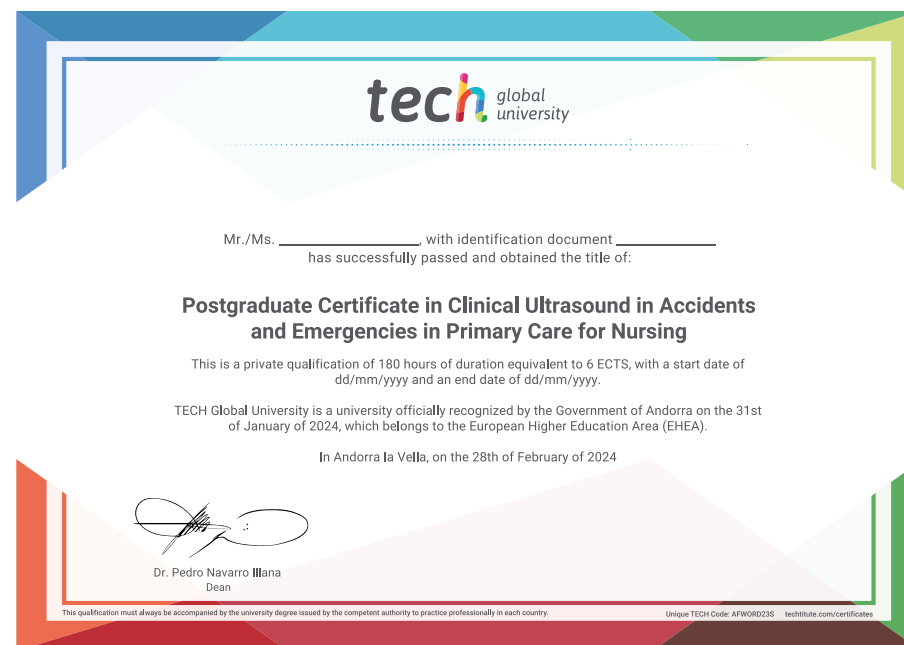 tech global university
Mr./Ms. ____________________, with identification document ______________
has successfully passed and obtained the title of:
Postgraduate Certificate in Clinical Ultrasound in Accidents
and Emergencies in Primary Care for Nursing
This is a private qualification of 180 hours of duration equivalent to 6 ECTS, with a start date of
dd/mm/yyyy and an end date of dd/mm/yyyy.
TECH Global University is a university officially recognized by the Government of Andorra on the 31st
of January of 2024, which belongs to the European Higher Education Area (EHEA).
In Andorra la Vella, on the 28th of February of 2024
Dr. Pedro Navarro Illana
Dean
This qualification must always be accompanied by the university degree issued by the competent authority to practice professionally in each country.
Unique TECH Code: AFWORD23S techtitute.com/certificates